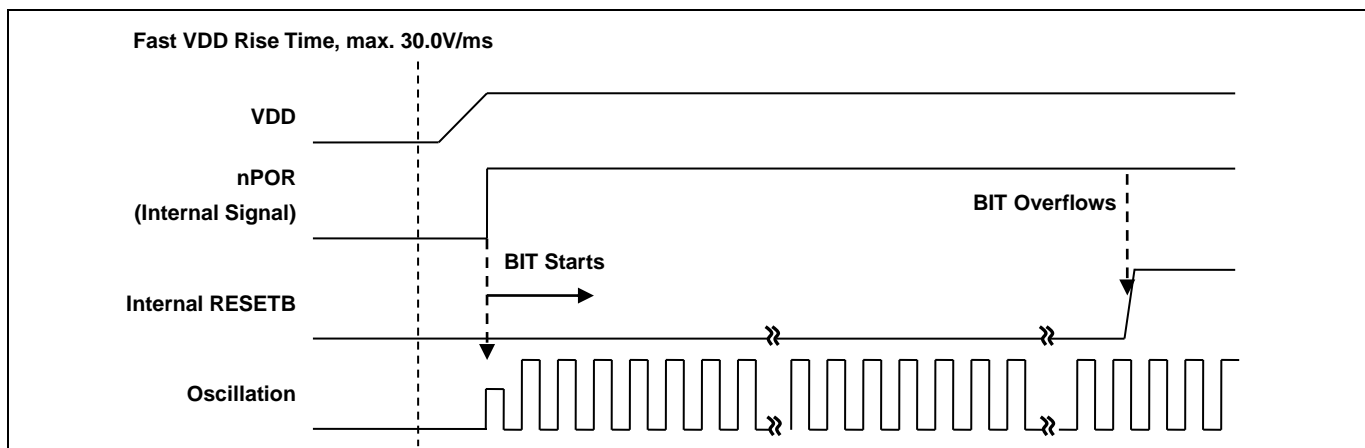 Fast VDD Rise Time, max. 30.0V/ms
VDD
nPOR
(Internal Signal)
BIT Overflows
BIT Starts
Internal RESETB
Oscillation